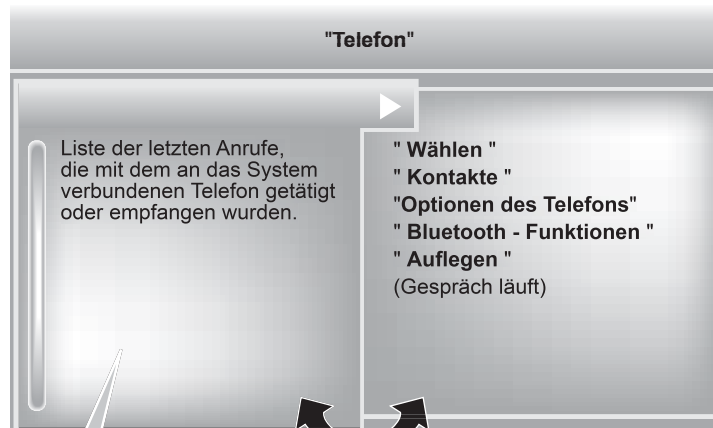 "Telefon"
Liste der letzten Anrufe,
die mit dem an das System
verbundenen Telefon getätigt
oder empfangen wurden.
" Wählen "
" Kontakte "
"Optionen des Telefons"
" Bluetooth - Funktionen "
" Auflegen "
(Gespräch läuft)